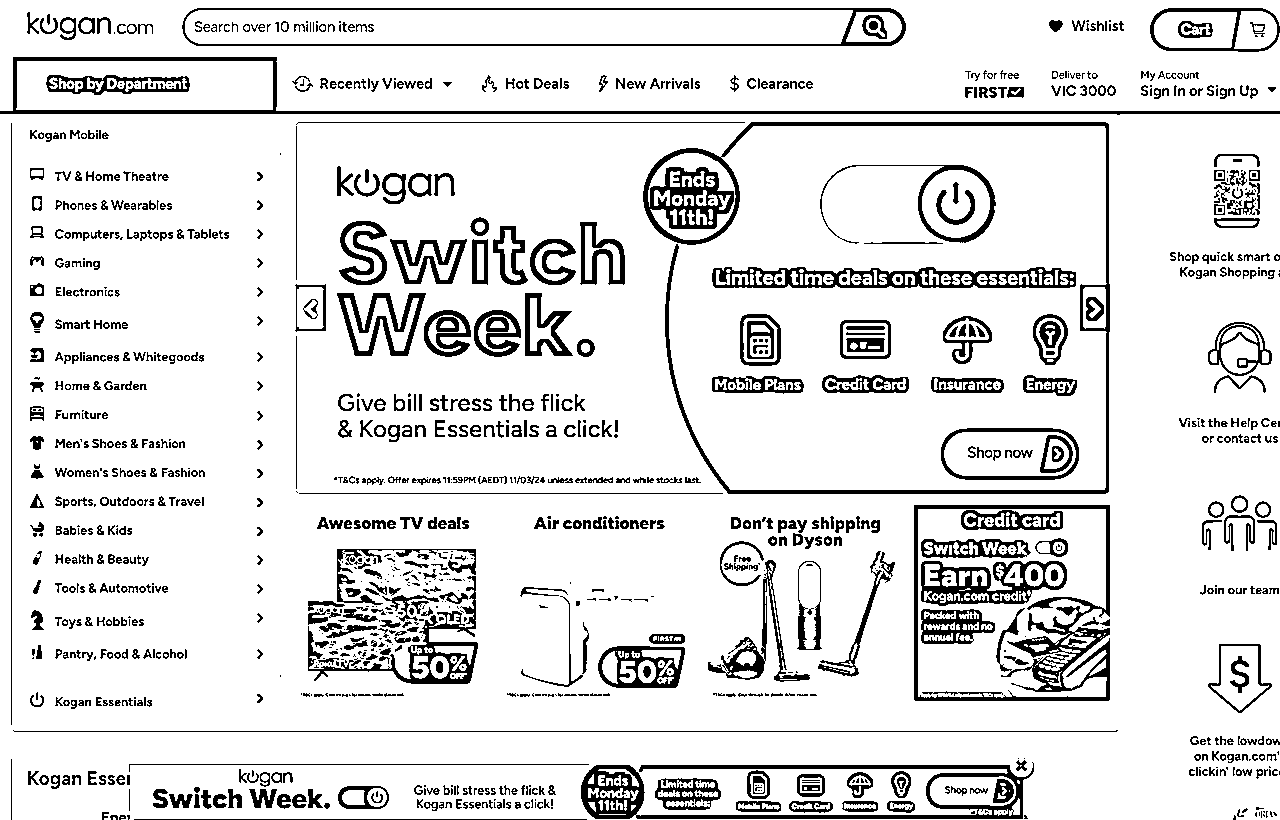 kogan.com
Search over 10 million items
Wishlist
Cart
Shop by Department
Recently Viewed
Hot Deals
New Arrivals
Clearance
Try for free
FIRST
Deliver to
VIC 3000
My Account
Sign In or Sign Up
Kogan Mobile
TV & Home Theatre
Phones & Wearables
Computers, Laptops & Tablets
Gaming
Electronics
Smart Home
Appliances & Whitegoods
Home & Garden
Furniture
Men's Shoes & Fashion
Women's Shoes & Fashion
Sports, Outdoors & Travel
Babies & Kids
Health & Beauty
Tools & Automotive
Toys & Hobbies
Pantry, Food & Alcohol
Kogan Essentials
kogan
Switch
Week.
Give bill stress the flick
& Kogan Essentials a click!
*T&Cs apply. Offer expires 11:59PM (AEDT) 11/03/24 unless extended and while stocks last.
Ends
Monday
11th!
Limited time deals on these essentials:
Mobile Plans
Credit Card
Insurance
Energy
Shop now
Awesome TV deals
Up to
50% OFF
Air conditioners
FIRST
Up to
50% OFF
Don't pay shipping
on Dyson
Free
Shipping*
Credit card
Switch Week
Earn $400
Kogan.com credit*
Packed with
rewards and no
annual fee.
Shop quick smart o
Kogan Shopping a
Visit the Help Cen
or contact us
Join our team
Get the lowdow
on Kogan.com'
clickin' low price
Kogan Esser
Ener
kogan
Switch Week.
Give bill stress the flick &
Kogan Essentials a click!
Ends
Monday
11th!
Limited time
deals on these
essentials:
Mobile Plans
Credit Card
Insurance
Energy
Shop now
*T&Cs apply.